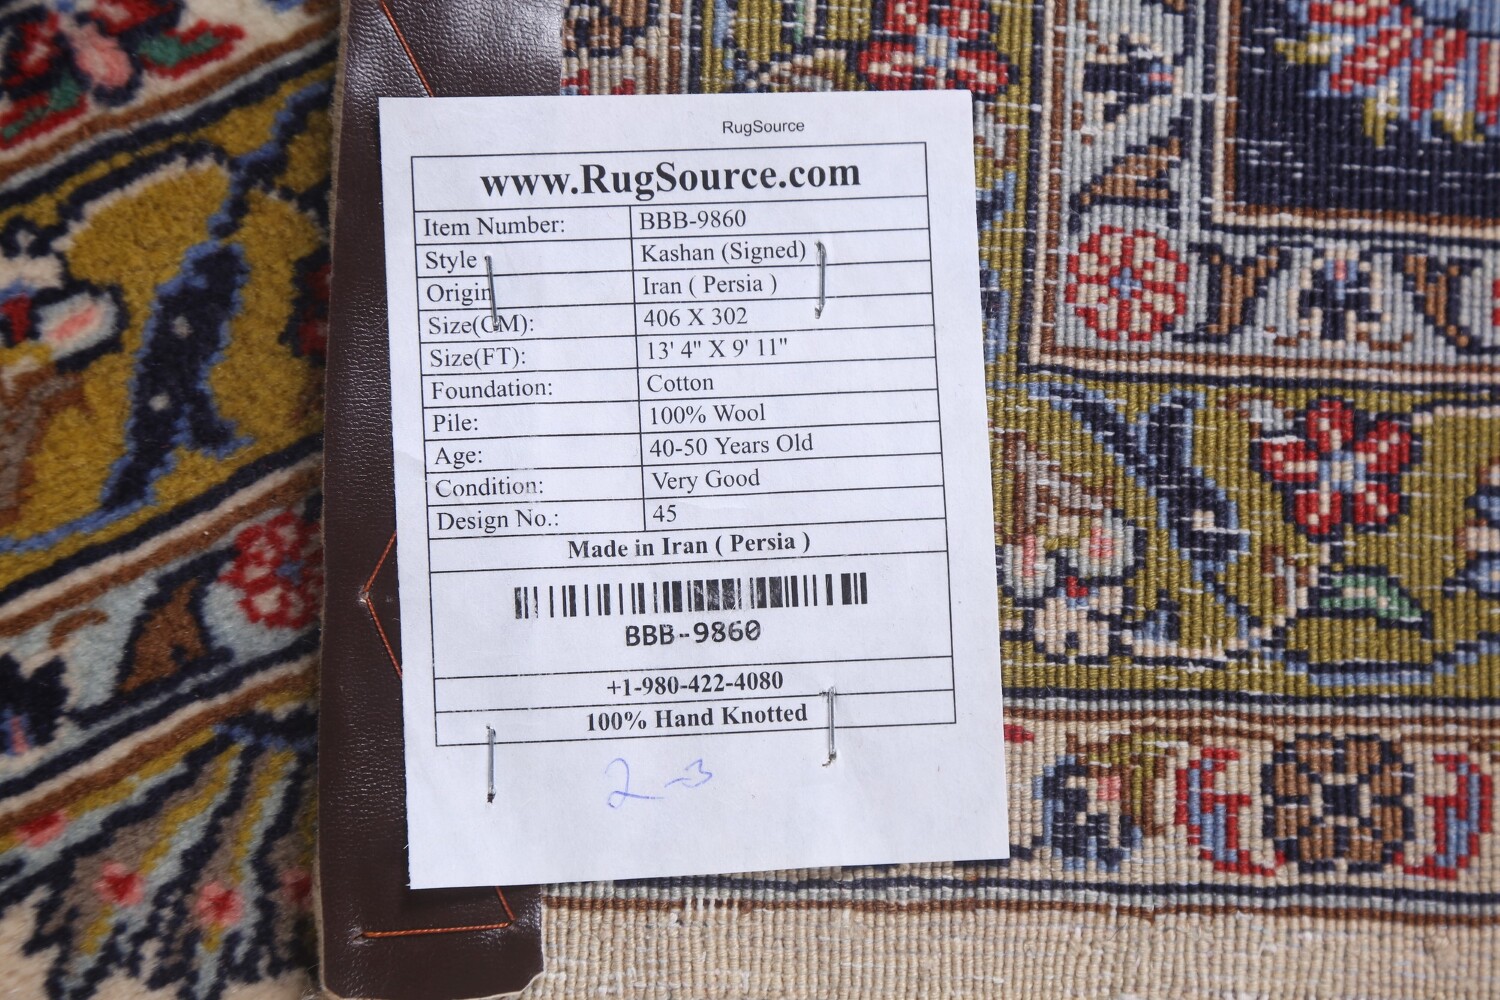 RugSource
www.RugSource.com
Item Number: BBB-9860
Style Kashan (Signed)
Origin Iran ( Persia )
Size(CM): 406 X 302
Size(FT): 13' 4" X 9' 11"
Foundation: Cotton
Pile: 100% Wool
Age: 40-50 Years Old
Condition: Very Good
Design No.: 45
Made in Iran ( Persia )
BBB-9860
+1-980-422-4080
100% Hand Knotted
2-3